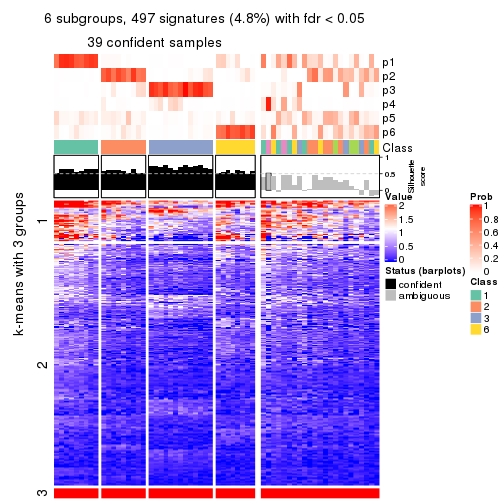 6 subgroups, 497 signatures (4.8%) with fdr < 0.05
39 confident samples
p1
p2
p3
p4
p5
p6
Class
1
0.5
0
Silhouette
score
k-means with 3 groups
1
2
3
Value
2
1.5
1
0.5
0
Prob
1
0.8
0.6
0.4
0.2
0
Status (barplots)
confident
ambiguous
Class
1
2
3
6